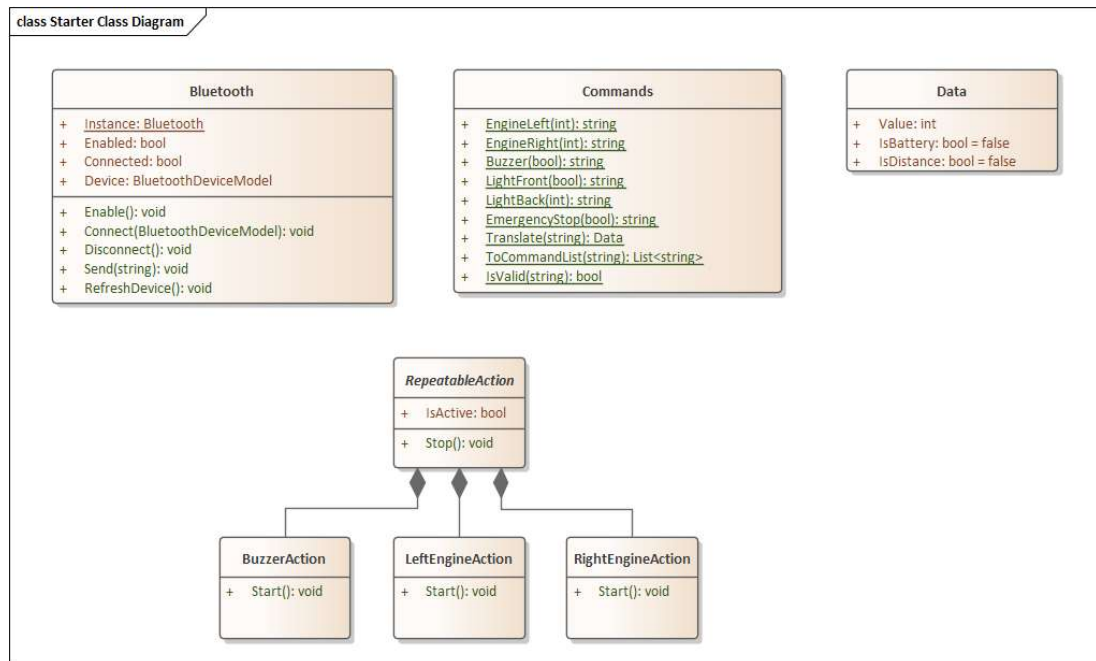 class Starter Class Diagram
Bluetooth
+ Instance: Bluetooth
+ Enabled: bool
+ Connected: bool
+ Device: BluetoothDeviceModel
+ Enable(): void
+ Connect(BluetoothDeviceModel): void
+ Disconnect(): void
+ Send(string): void
+ RefreshDevice(): void
Commands
+ EngineLeft(int): string
+ EngineRight(int): string
+ Buzzer(bool): string
+ LightFront(bool): string
+ LightBack(int): string
+ EmergencyStop(bool): string
+ Translate(string): Data
+ ToCommandList(string): List<string>
+ IsValid(string): bool
Data
+ Value: int
+ IsBattery: bool = false
+ IsDistance: bool = false
RepeatableAction
+ IsActive: bool
+ Stop(): void
BuzzerAction
+ Start(): void
LeftEngineAction
+ Start(): void
RightEngineAction
+ Start(): void